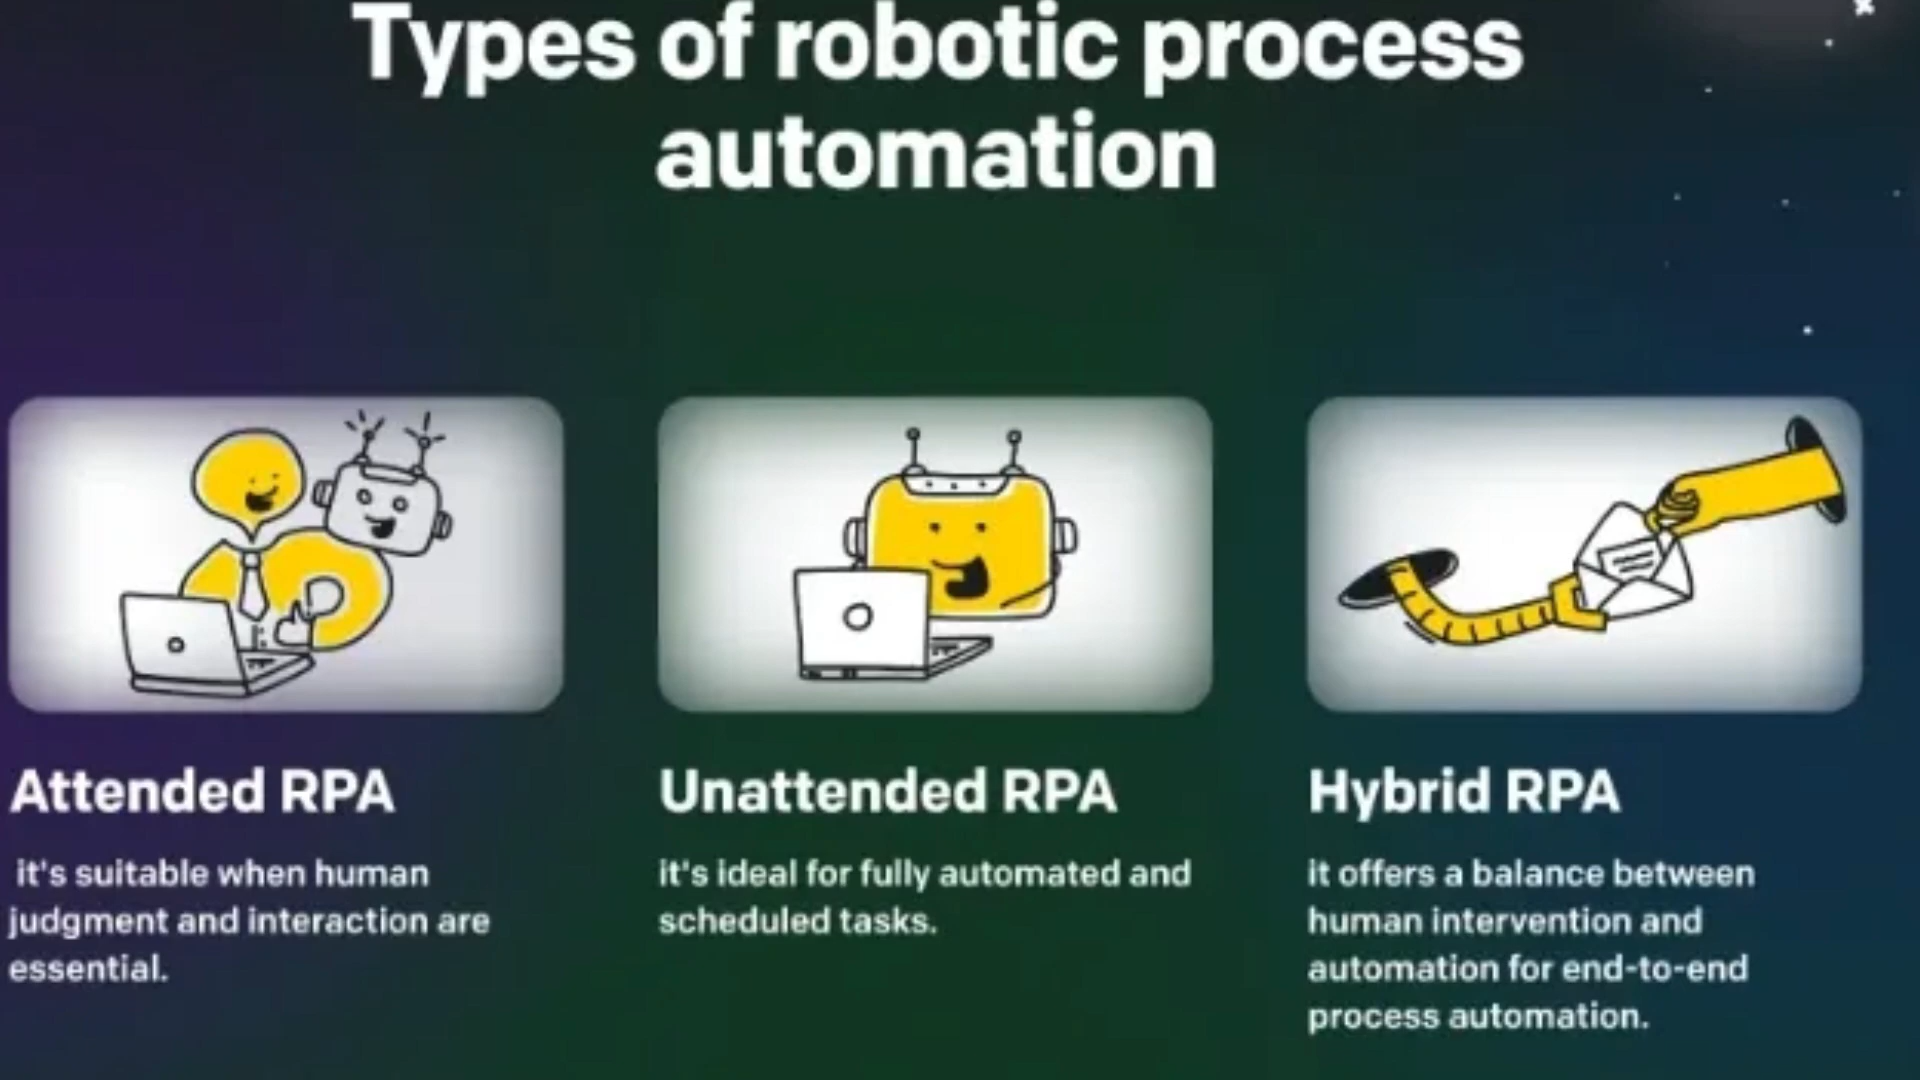 Types of robotic process
automation
Attended RPA
it's suitable when human
judgment and interaction are
essential.
Unattended RPA
it's ideal for fully automated and
scheduled tasks.
Hybrid RPA
it offers a balance between
human intervention and
automation for end-to-end
process automation.